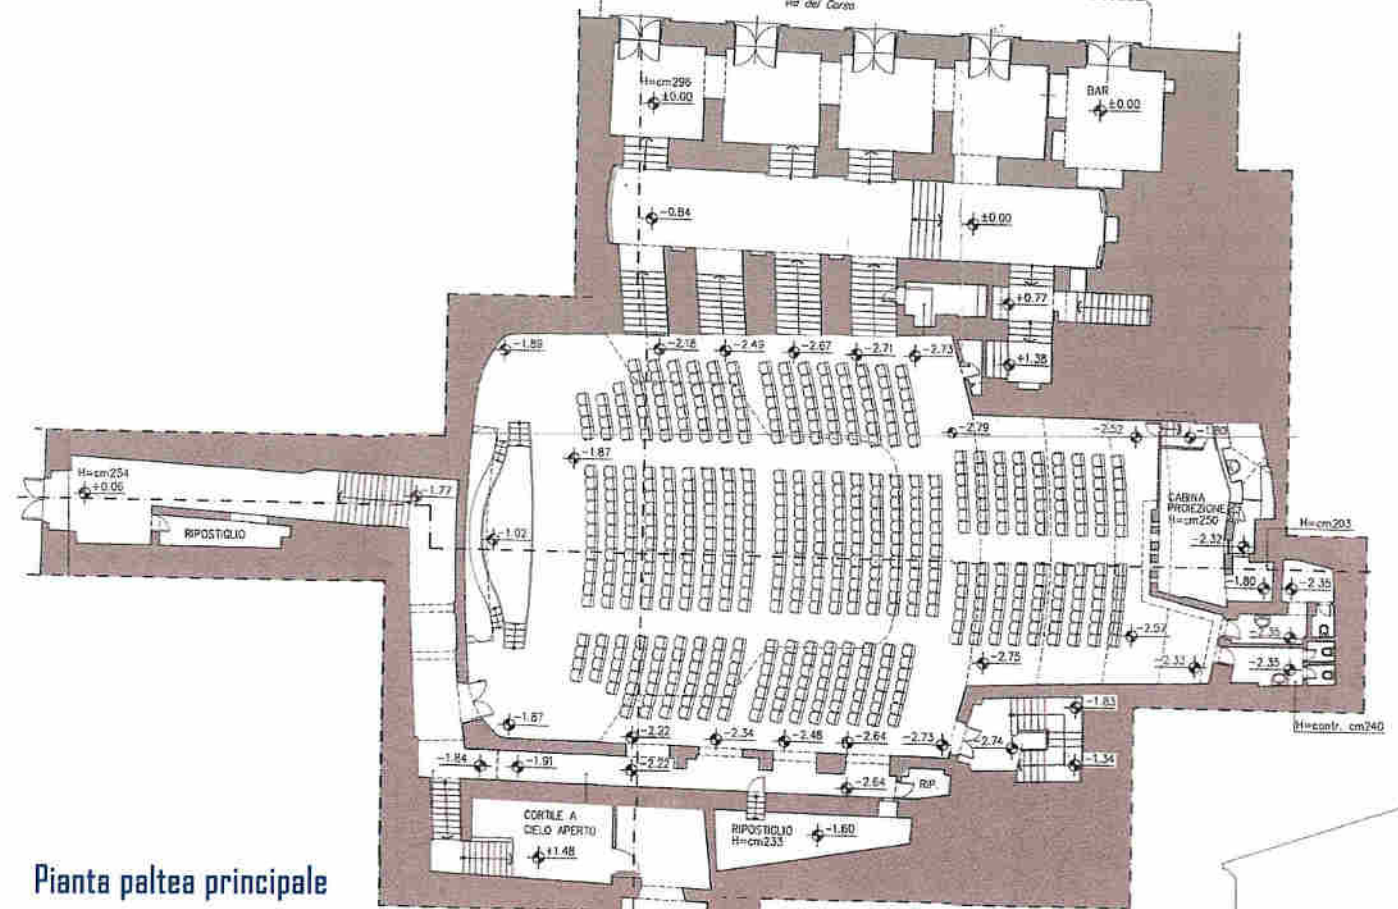 via del Corso
H=cm296
±0.00
BAR
±0.00
-0.84
±0.00
+0.77
+1.38
-1.89
-2.18
-2.49
-2.67
-2.71
-2.73
-2.79
-2.52
-1.80
-1.87
H=cm254
+0.06
-1.77
RIPOSTIGLIO
-1.02
CABINA
PROIEZIONE
H=cm250
-2.32
H=cm203
-1.80
-2.35
-2.57
-2.35
-2.75
-2.33
-2.35
-1.87
-2.22
-2.34
-2.48
-2.64
-2.73
-2.74
-1.83
H=contr. cm240
-1.84
-1.91
-2.22
-2.64
RIP.
-1.34
CORTILE A
CIELO APERTO
+1.48
RIPOSTIGLIO
H=cm233
-1.60
Pianta paltea principale